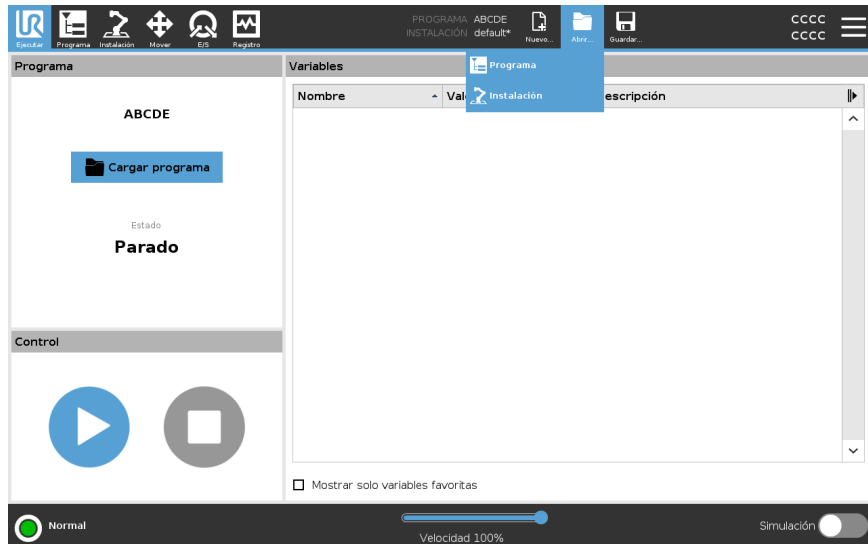 UR
Ejecutar Programa Instalación Mover E/S Registro
PROGRAMA ABCDE
INSTALACIÓN default*
Nuevo... Abrir... Guardar...
CCCC
CCCC
Programa
Variables
Programa
Instalación
Nombre Val escripción
ABCDE
Cargar programa
Estado
Parado
Control
Mostrar solo variables favoritas
Normal
Velocidad 100%
Simulación